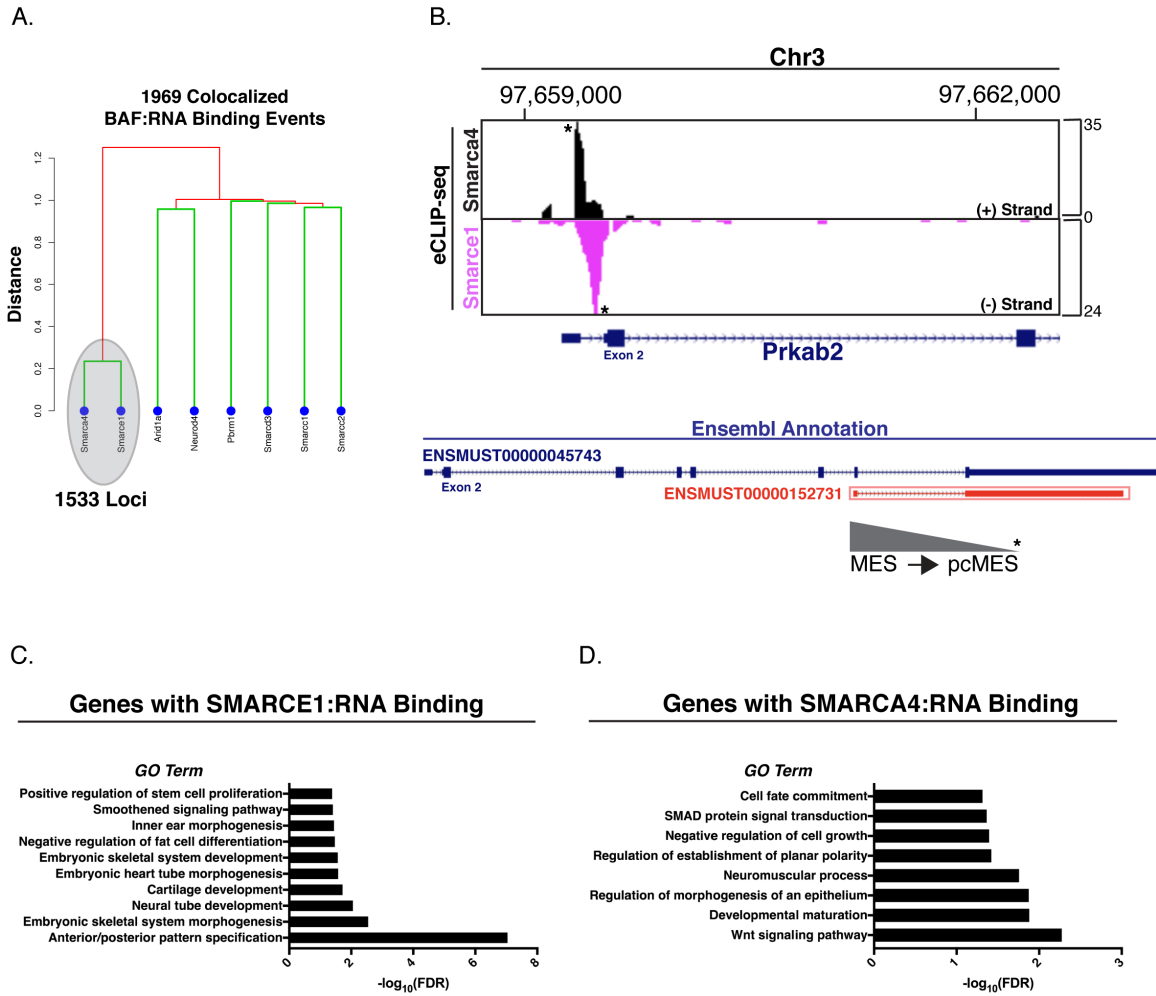 A.
1969 Colocalized
BAF:RNA Binding Events
Distance
0.0 0.2 0.4 0.6 0.8 1.0 1.2
Smarca4 Smarce1 Arid1a Neurod4 Pbrm1 Smarcd3 Smarcc1 Smarcc2
1533 Loci
B.
Chr3
97,659,000 97,662,000
eCLIP-seq
Smarca4
Smarce1
*
35
(+) Strand
0
(-) Strand
*
24
Exon 2
Prkab2
Ensembl Annotation
ENSMUST00000045743
Exon 2
ENSMUST00000152731
*
MES pcMES
C.
Genes with SMARCE1:RNA Binding
GO Term
Positive regulation of stem cell proliferation
Smoothened signaling pathway
Inner ear morphogenesis
Negative regulation of fat cell differentiation
Embryonic skeletal system development
Embryonic heart tube morphogenesis
Cartilage development
Neural tube development
Embryonic skeletal system morphogenesis
Anterior/posterior pattern specification
0 2 4 6 8
-log10(FDR)
D.
Genes with SMARCA4:RNA Binding
GO Term
Cell fate commitment
SMAD protein signal transduction
Negative regulation of cell growth
Regulation of establishment of planar polarity
Neuromuscular process
Regulation of morphogenesis of an epithelium
Developmental maturation
Wnt signaling pathway
0 1 2 3
-log10(FDR)